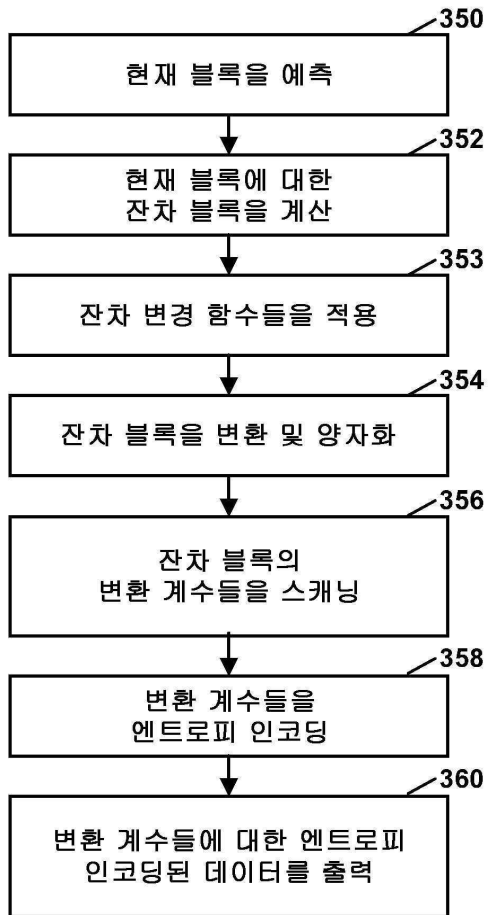 350
현재 블록을 예측
352
현재 블록에 대한
잔차 블록을 계산
353
잔차 변경 함수들을 적용
354
잔차 블록을 변환 및 양자화
356
잔차 블록의
변환 계수들을 스캐닝
358
변환 계수들을
엔트로피 인코딩
360
변환 계수들에 대한 엔트로피
인코딩된 데이터를 출력